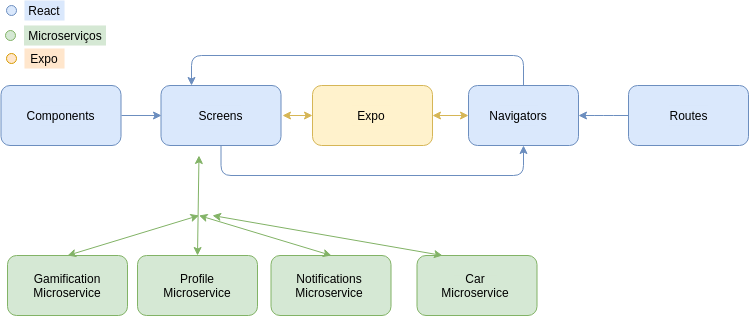 React
Microserviços
Expo
Components
Screens
Expo
Navigators
Routes
Gamification
Microservice
Profile
Microservice
Notifications
Microservice
Car
Microservice